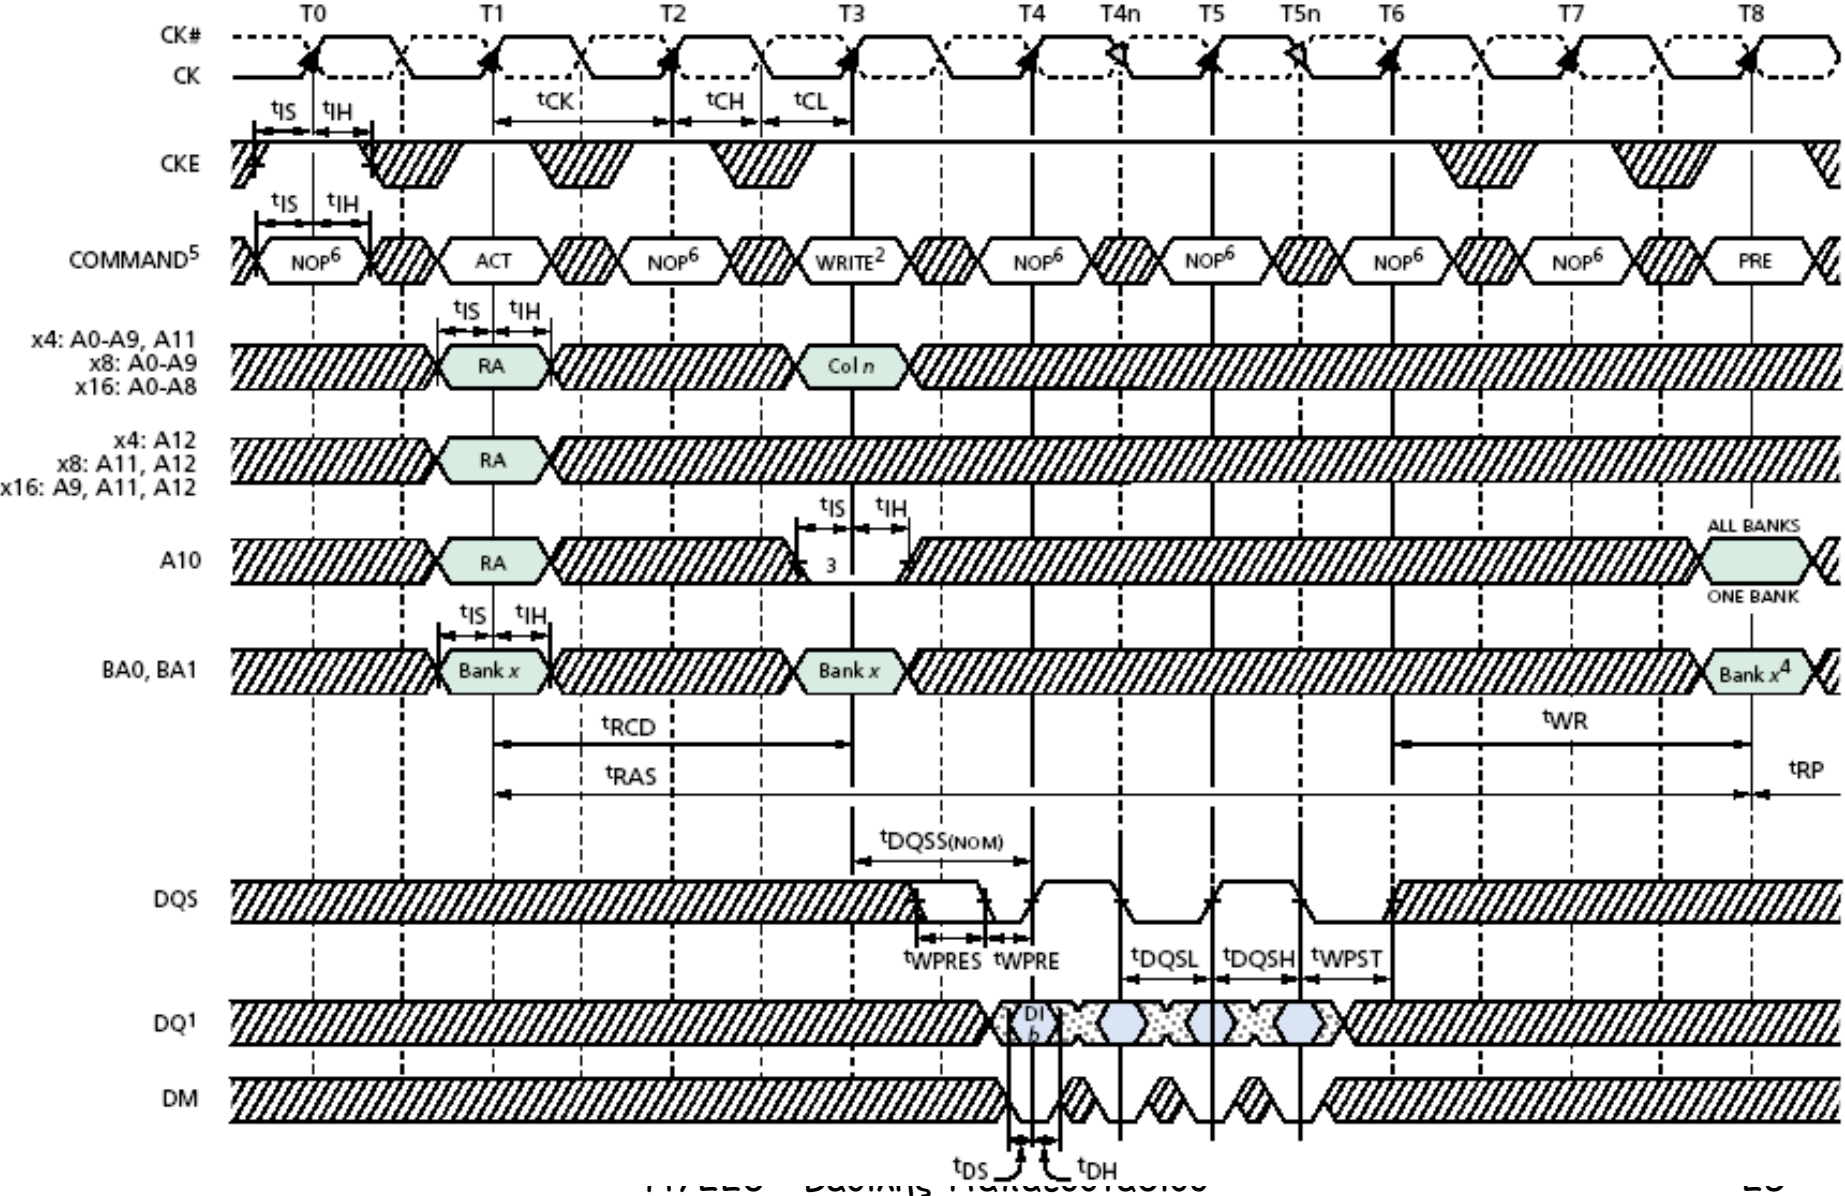 T0 T1 T2 T3 T4 T4n T5 T5n T6 T7 T8
CK#
CK
tIS tIH tCK tCH tCL
CKE
tIS tIH
COMMAND5 NOP6 ACT NOP6 WRITE2 NOP6 NOP6 NOP6 NOP6 PRE
tIS tIH
x4: A0-A9, A11
x8: A0-A9 RA Col n
x16: A0-A8
x4: A12
x8: A11, A12 RA
x16: A9, A11, A12
tIS tIH
ALL BANKS
A10 RA 3
ONE BANK
tIS tIH
BA0, BA1 Bank x Bank x Bank x4
tRCD tWR
tRAS tRP
tDQSS(NOM)
DQS
tWPRES tWPRE tDQSL tDQSH tWPST
DQ1 DI
b
DM
tDS tDH